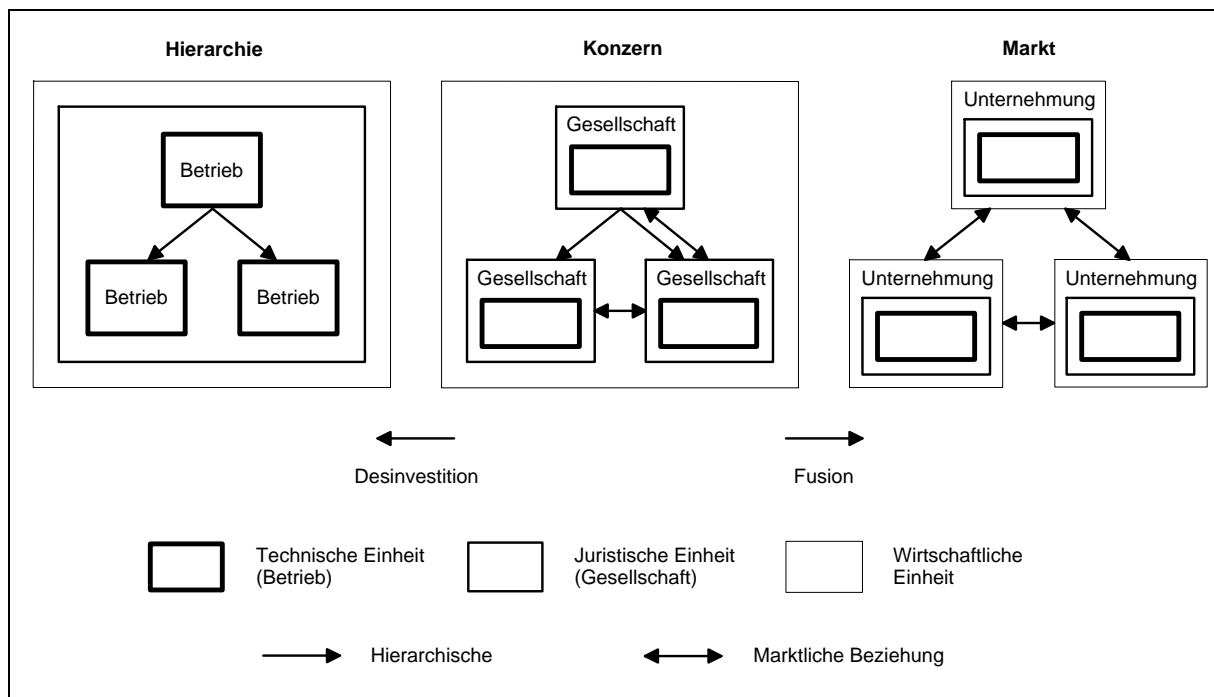 Hierarchie
Konzern
Markt
Betrieb
Betrieb
Betrieb
Gesellschaft
Gesellschaft
Gesellschaft
Unternehmung
Unternehmung
Unternehmung
Desinvestition
Fusion
Technische Einheit
(Betrieb)
Juristische Einheit
(Gesellschaft)
Wirtschaftliche
Einheit
Hierarchische
Marktliche Beziehung